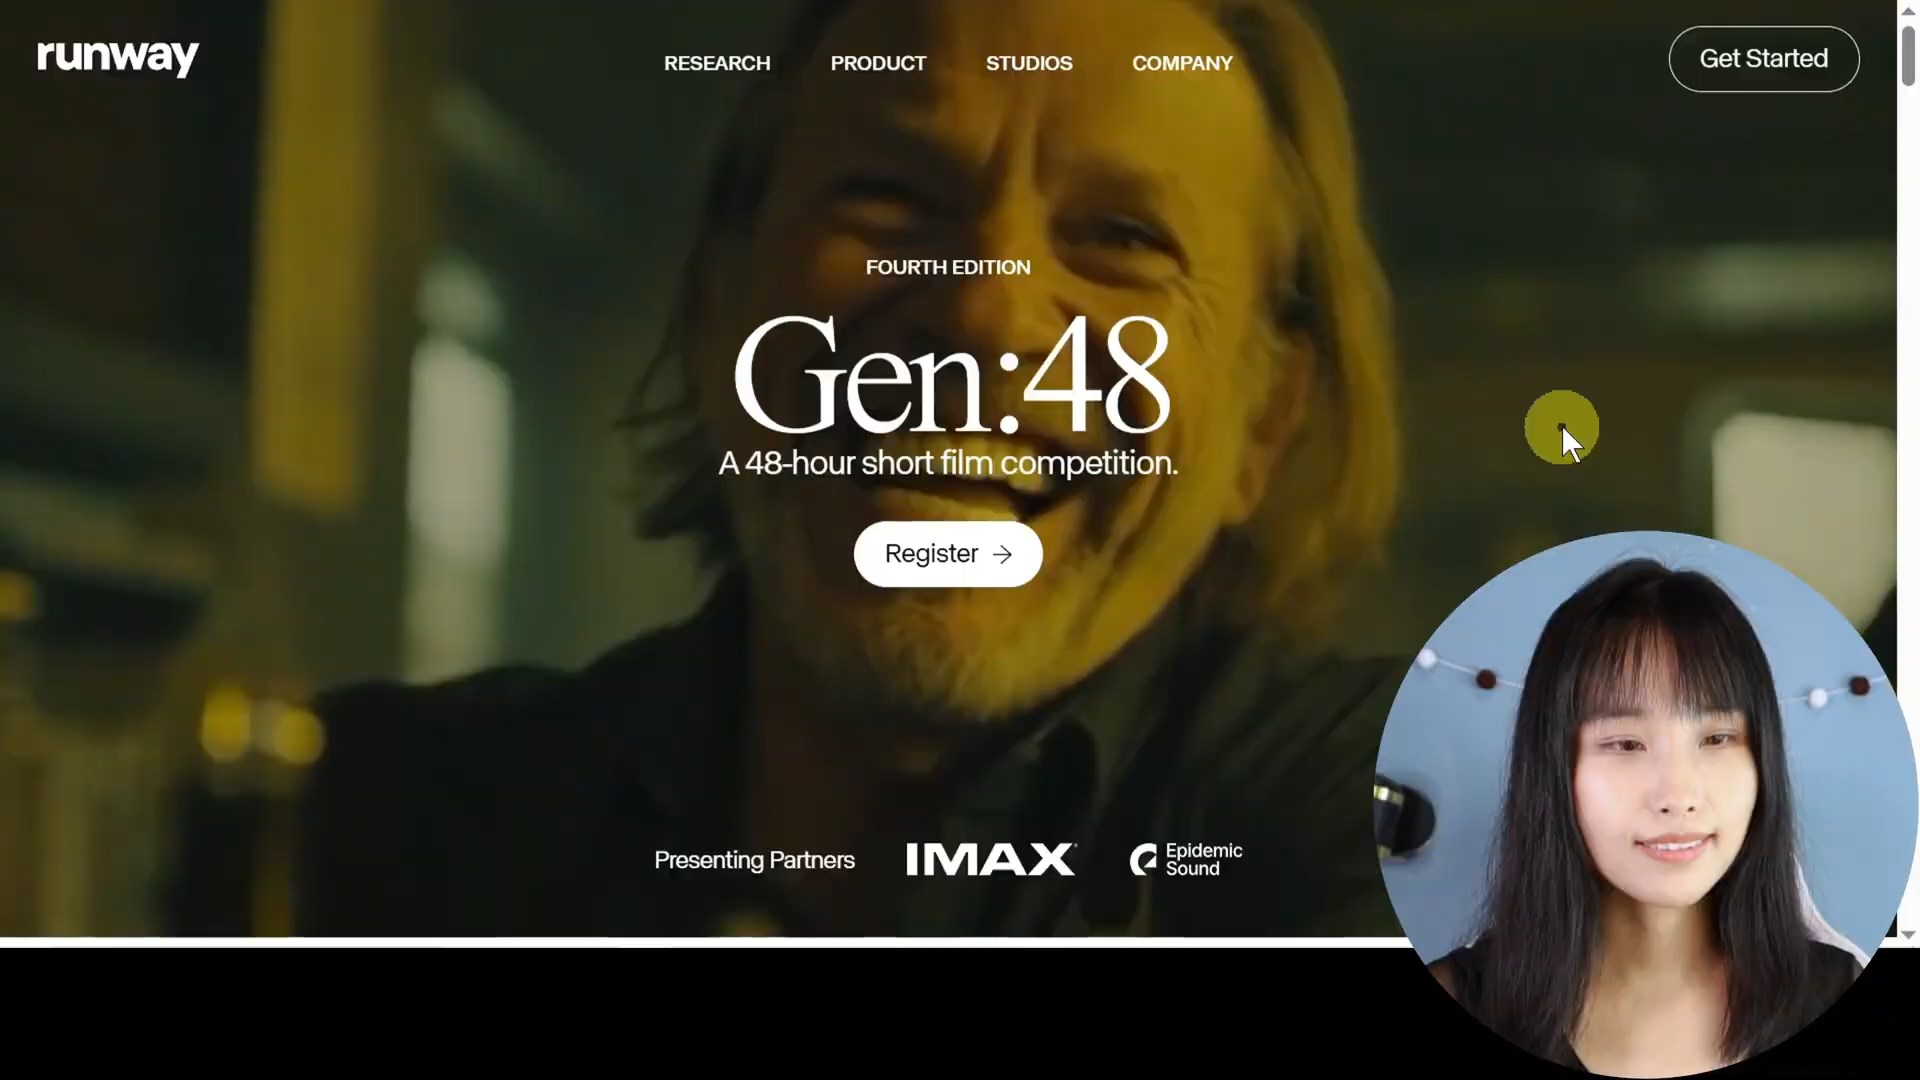 runway
RESEARCH PRODUCT STUDIOS COMPANY
Get Started
FOURTH EDITION
Gen:48
A 48-hour short film competition.
Register →
Presenting Partners
IMAX
Epidemic
Sound